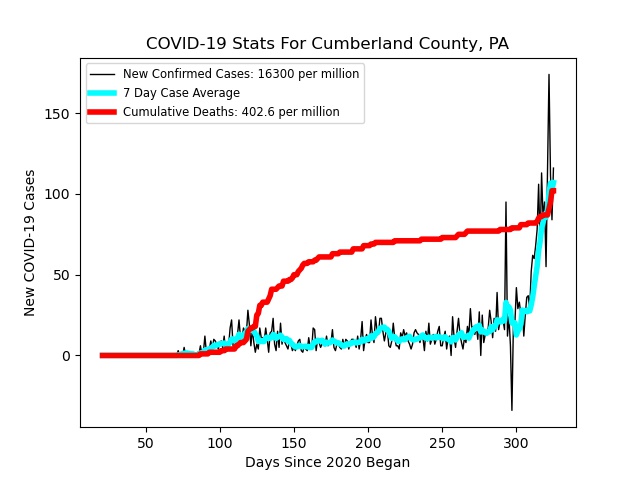 COVID-19 Stats For Cumberland County, PA
New Confirmed Cases: 16300 per million
7 Day Case Average
Cumulative Deaths: 402.6 per million
New COVID-19 Cases
150
100
50
0
50 100 150 200 250 300
Days Since 2020 Began